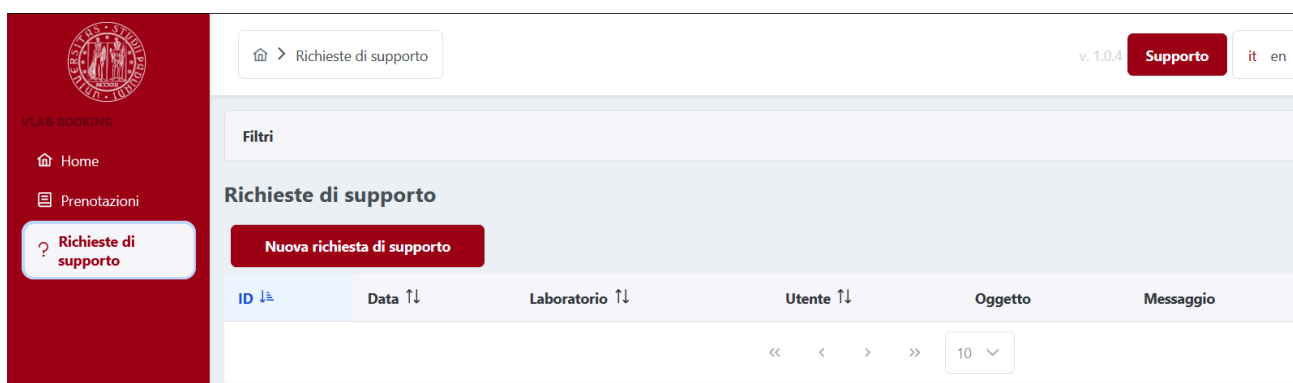 Richieste di supporto
v. 1.0.4
Supporto
it en
VLAB BOOKING
Home
Prenotazioni
Richieste di
supporto
Filtri
Richieste di supporto
Nuova richiesta di supporto
ID Data Laboratorio Utente Oggetto Messaggio
10